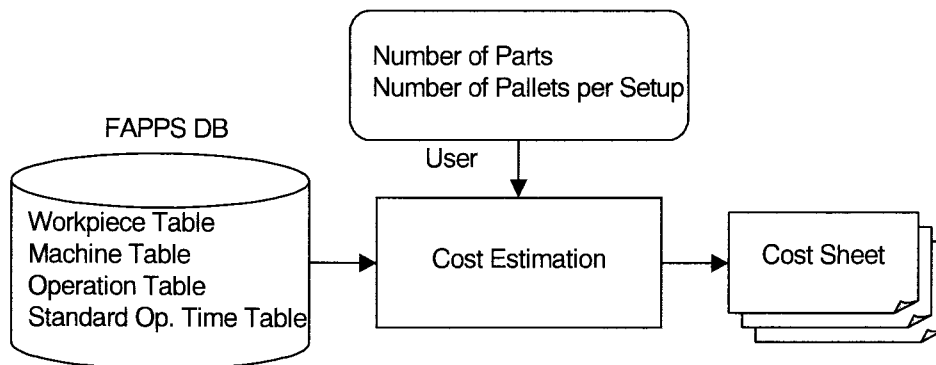 Number of Parts
Number of Pallets per Setup
FAPPS DB
User
Workpiece Table
Machine Table
Operation Table
Standard Op. Time Table
Cost Estimation
Cost Sheet